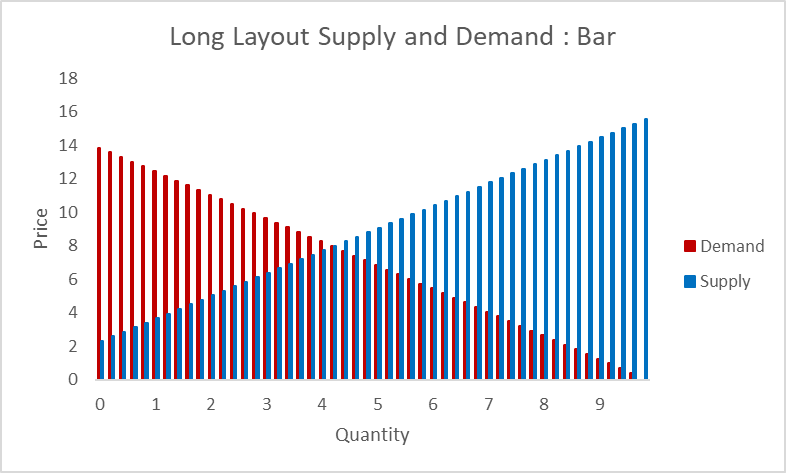 Long Layout Supply and Demand : Bar
18
16
14
12
10
8
6
4
2
0
Price
0 1 2 3 4 5 6 7 8 9
Quantity
Demand
Supply